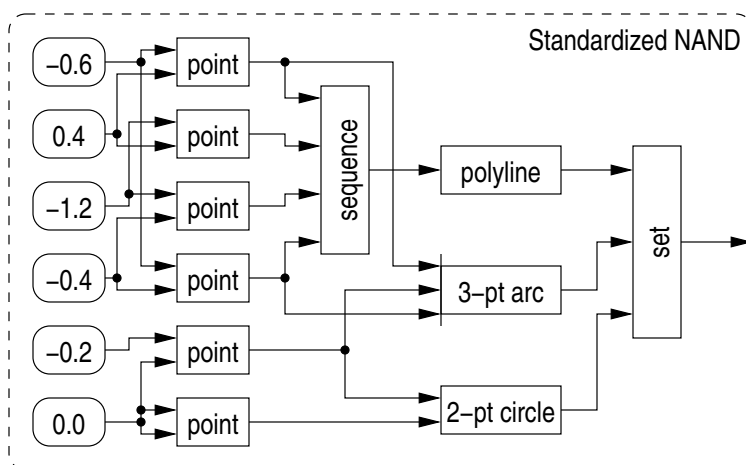 Standardized NAND
−0.6
point
0.4
point
sequence
polyline
−1.2
point
set
−0.4
point
3−pt arc
−0.2
point
0.0
point
2−pt circle